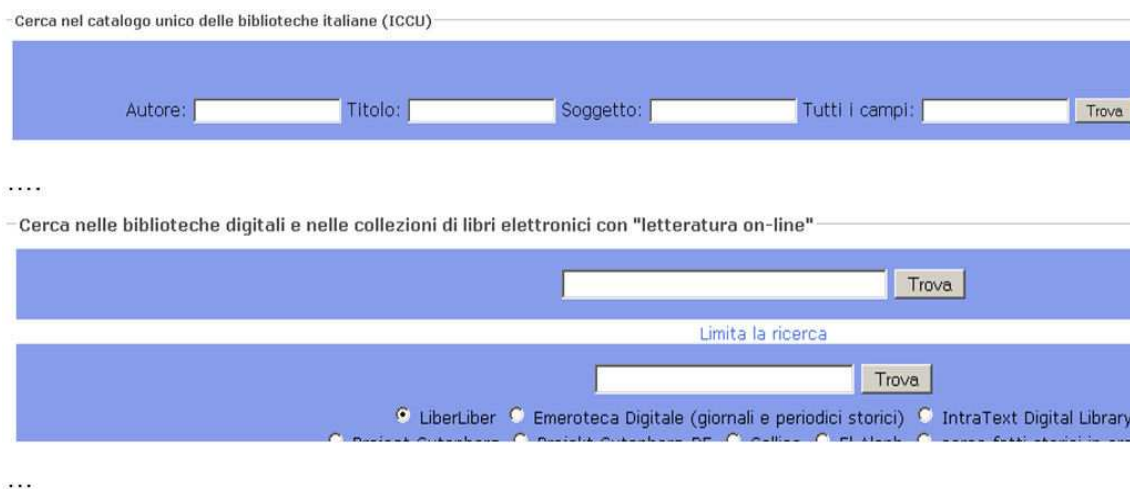 Cerca nel catalogo unico delle biblioteche italiane (ICCU)
Autore: Titolo: Soggetto: Tutti i campi: Trova
....
Cerca nelle biblioteche digitali e nelle collezioni di libri elettronici con "letteratura on-line"
Trova
Limita la ricerca
Trova
LiberLiber Emeroteca Digitale (giornali e periodici storici) IntraText Digital Library
...